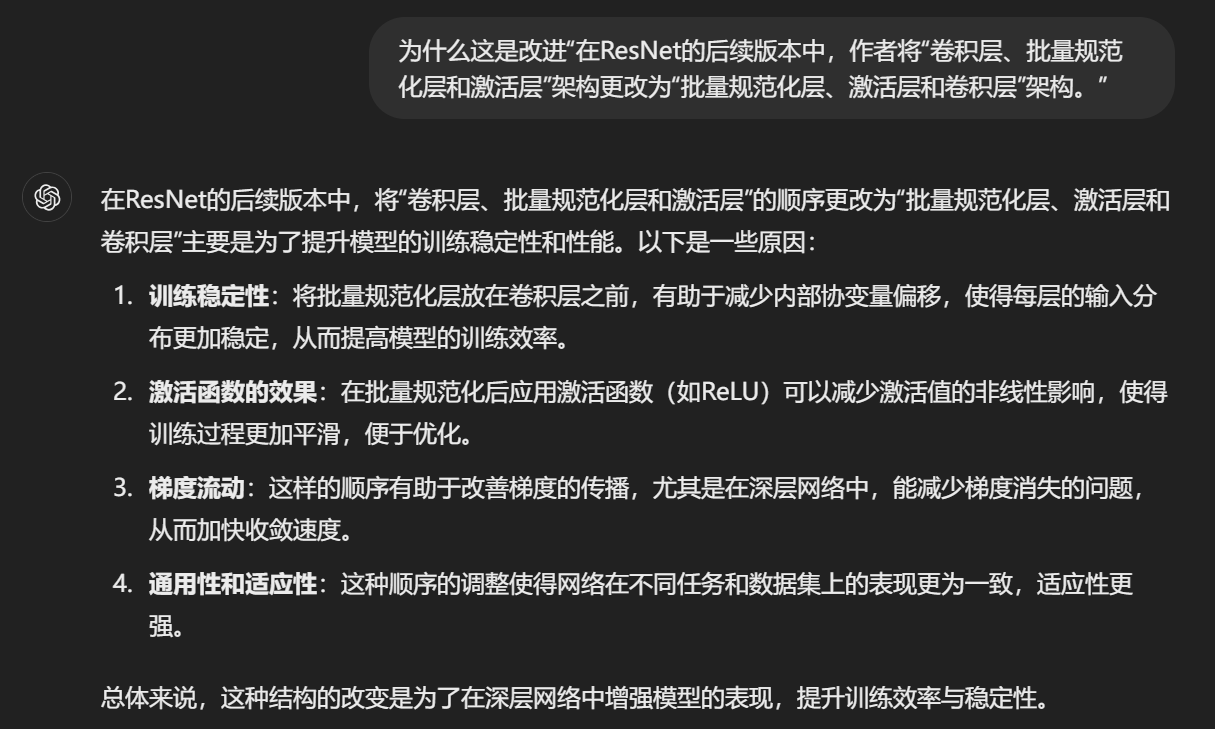 为什么这是改进“在ResNet的后续版本中，作者将“卷积层、批量规范
化层和激活层”架构更改为“批量规范化层、激活层和卷积层”架构。”
在ResNet的后续版本中，将“卷积层、批量规范化层和激活层”的顺序更改为“批量规范化层、激活层和
卷积层”主要是为了提升模型的训练稳定性和性能。以下是一些原因：
1. 训练稳定性：将批量规范化层放在卷积层之前，有助于减少内部协变量偏移，使得每层的输入分
布更加稳定，从而提高模型的训练效率。
2. 激活函数的效果：在批量规范化后应用激活函数（如ReLU）可以减少激活值的非线性影响，使得
训练过程更加平滑，便于优化。
3. 梯度流动：这样的顺序有助于改善梯度的传播，尤其是在深层网络中，能减少梯度消失的问题，
从而加快收敛速度。
4. 通用性和适应性：这种顺序的调整使得网络在不同任务和数据集上的表现更为一致，适应性更
强。
总体来说，这种结构的改变是为了在深层网络中增强模型的表现，提升训练效率与稳定性。